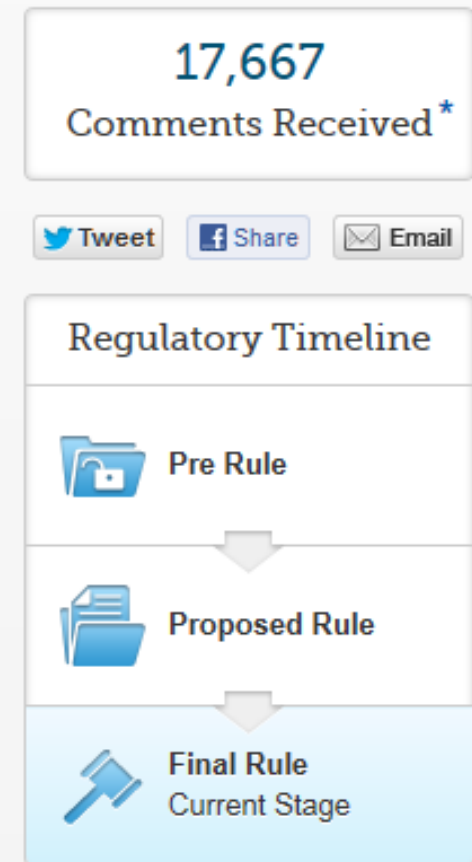 17,667
Comments Received*
Tweet Share Email
Regulatory Timeline
Pre Rule
Proposed Rule
Final Rule
Current Stage